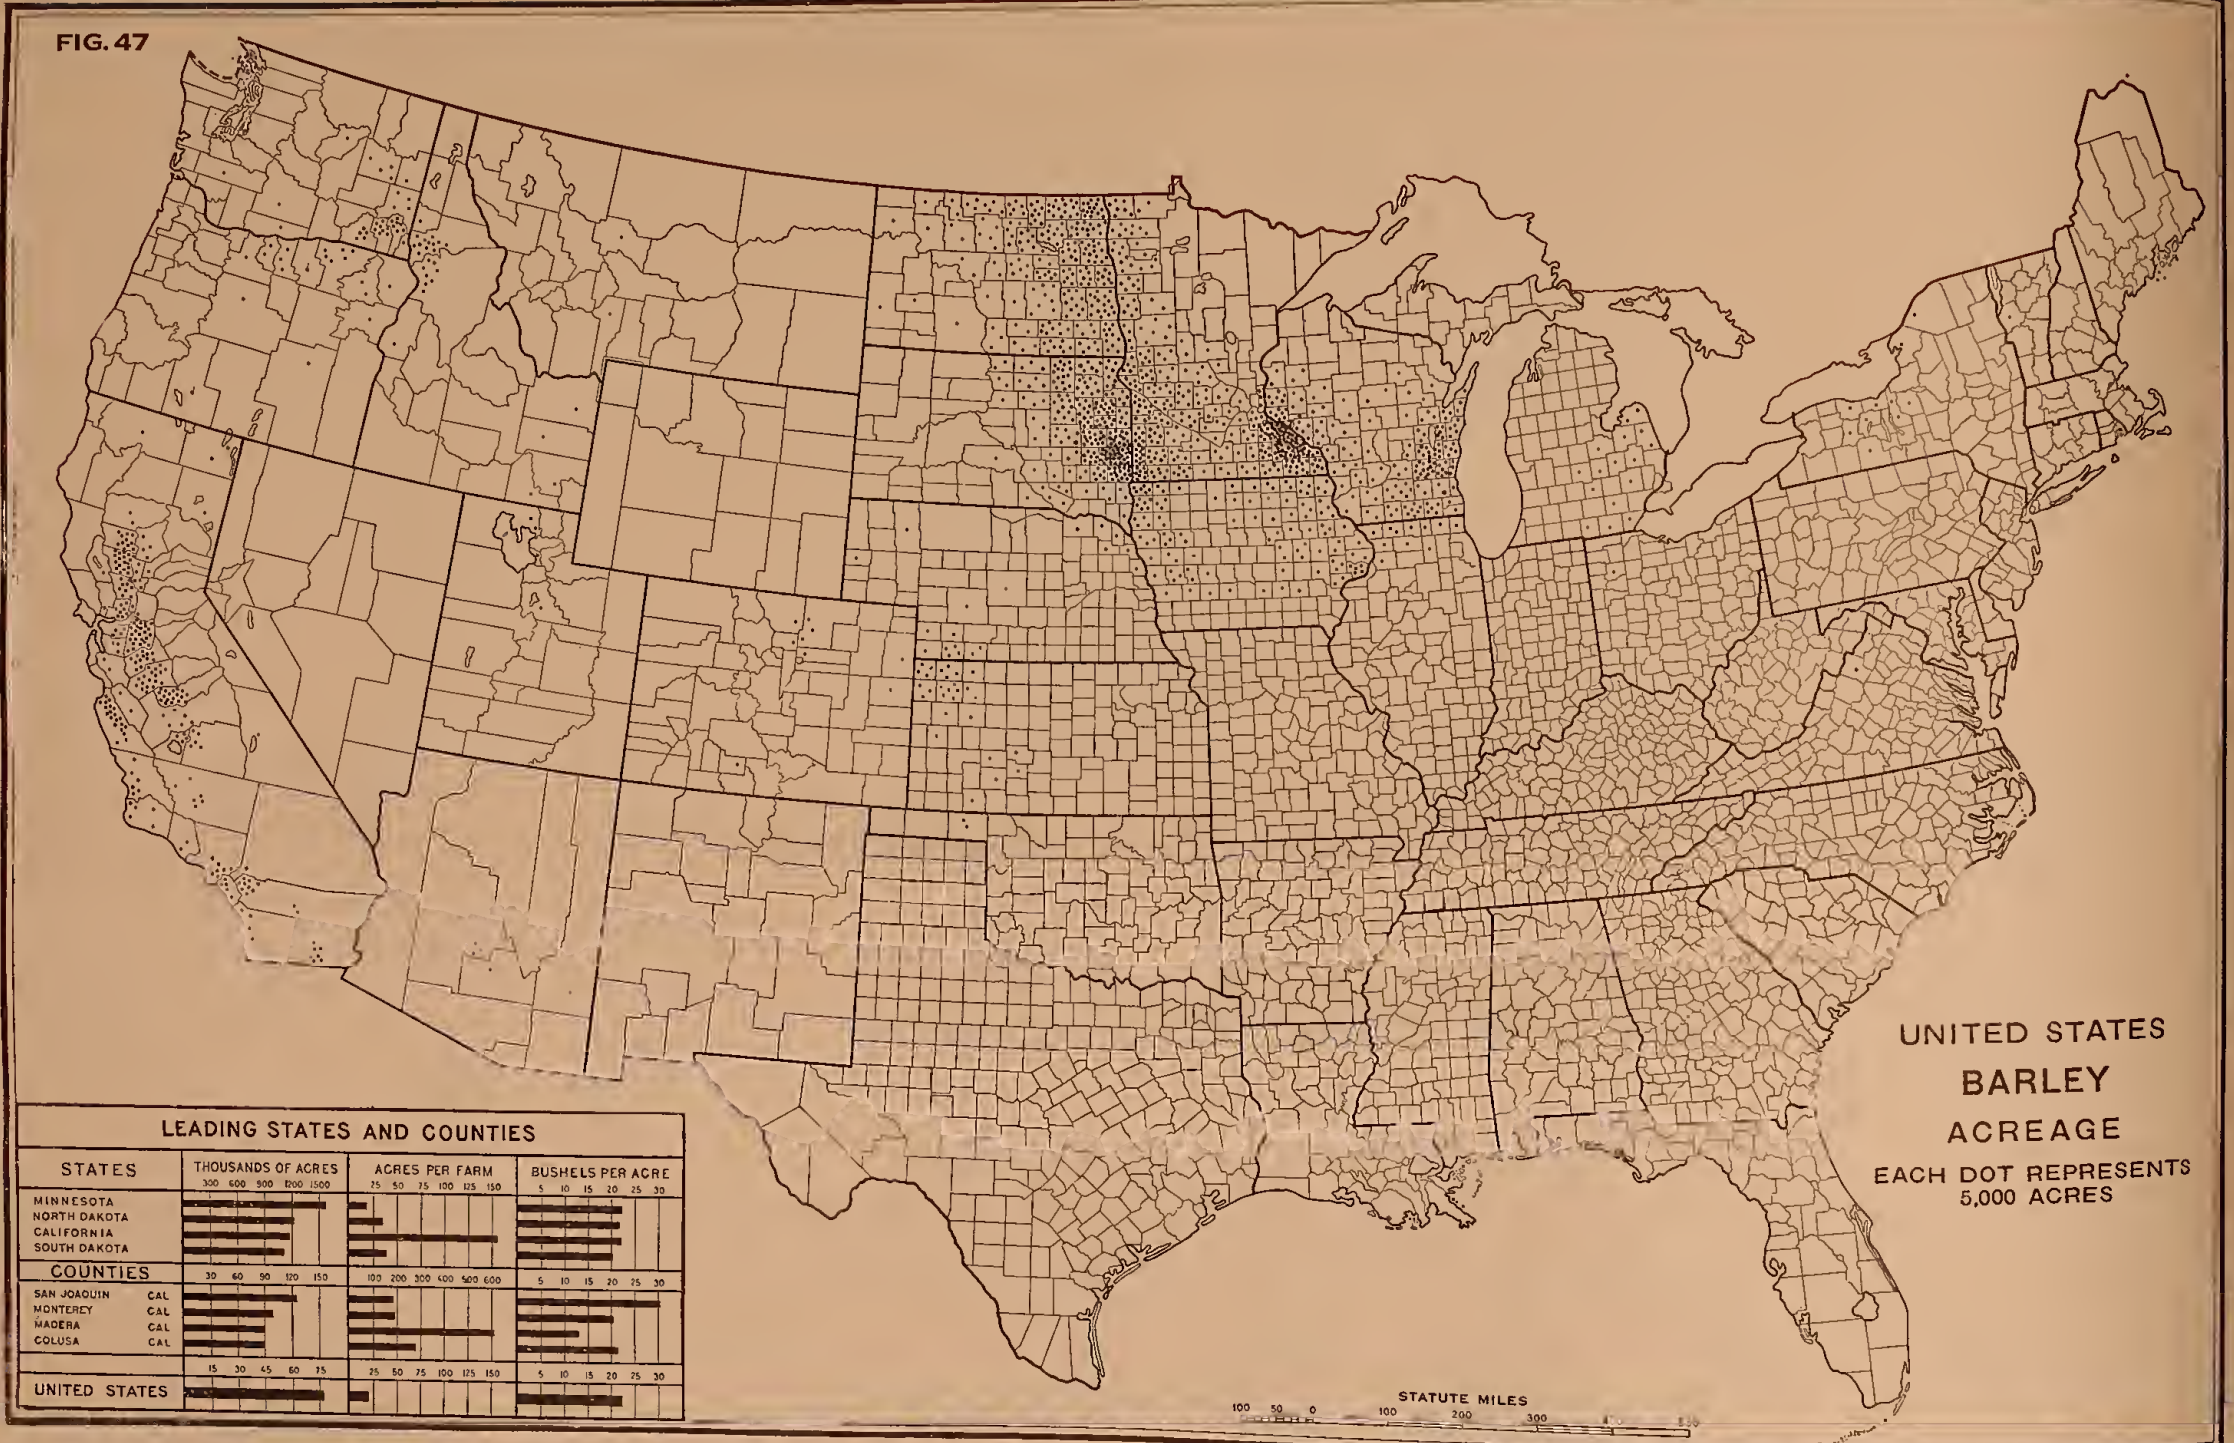 FIG. 47
UNITED STATES
BARLEY
ACREAGE
EACH DOT REPRESENTS
5,000 ACRES
LEADING STATES AND COUNTIES
STATES THOUSANDS OF ACRES ACRES PER FARM BUSHELS PER ACRE
300 600 900 1200 1500 25 50 75 100 125 150 5 10 15 20 25 30
MINNESOTA
NORTH DAKOTA
CALIFORNIA
SOUTH DAKOTA
COUNTIES 30 60 90 120 150 100 200 300 400 500 600 5 10 15 20 25 30
SAN JOAQUIN CAL
MONTEREY CAL
MADERA CAL
COLUSA CAL
15 30 45 60 75 25 50 75 100 125 150 5 10 15 20 25 30
UNITED STATES
STATUTE MILES
100 50 0 100 200 300